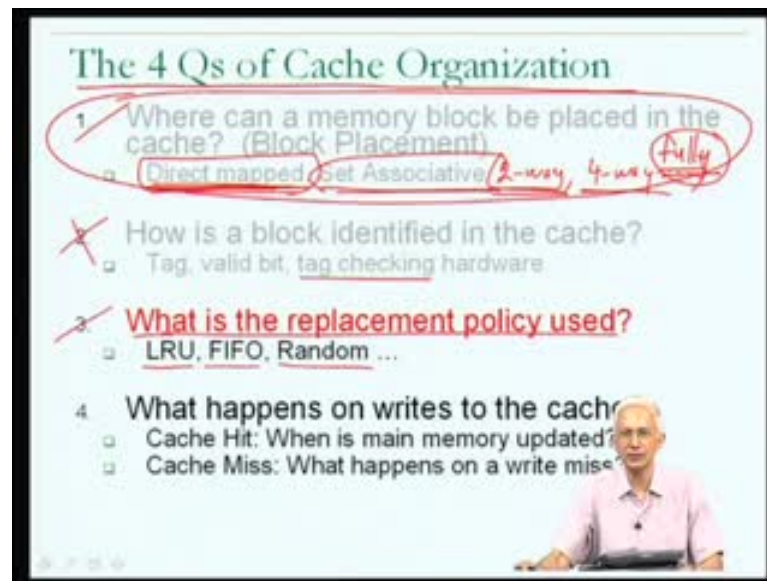 The 4 Qs of Cache Organization
1 Where can a memory block be placed in the
cache? (Block Placement)
Direct mapped, Set Associative 2-way, 4-way fully
2 How is a block identified in the cache?
Tag, valid bit, tag checking hardware
3. What is the replacement policy used?
LRU, FIFO, Random ...
4. What happens on writes to the cache
Cache Hit: When is main memory updated?
Cache Miss: What happens on a write miss?